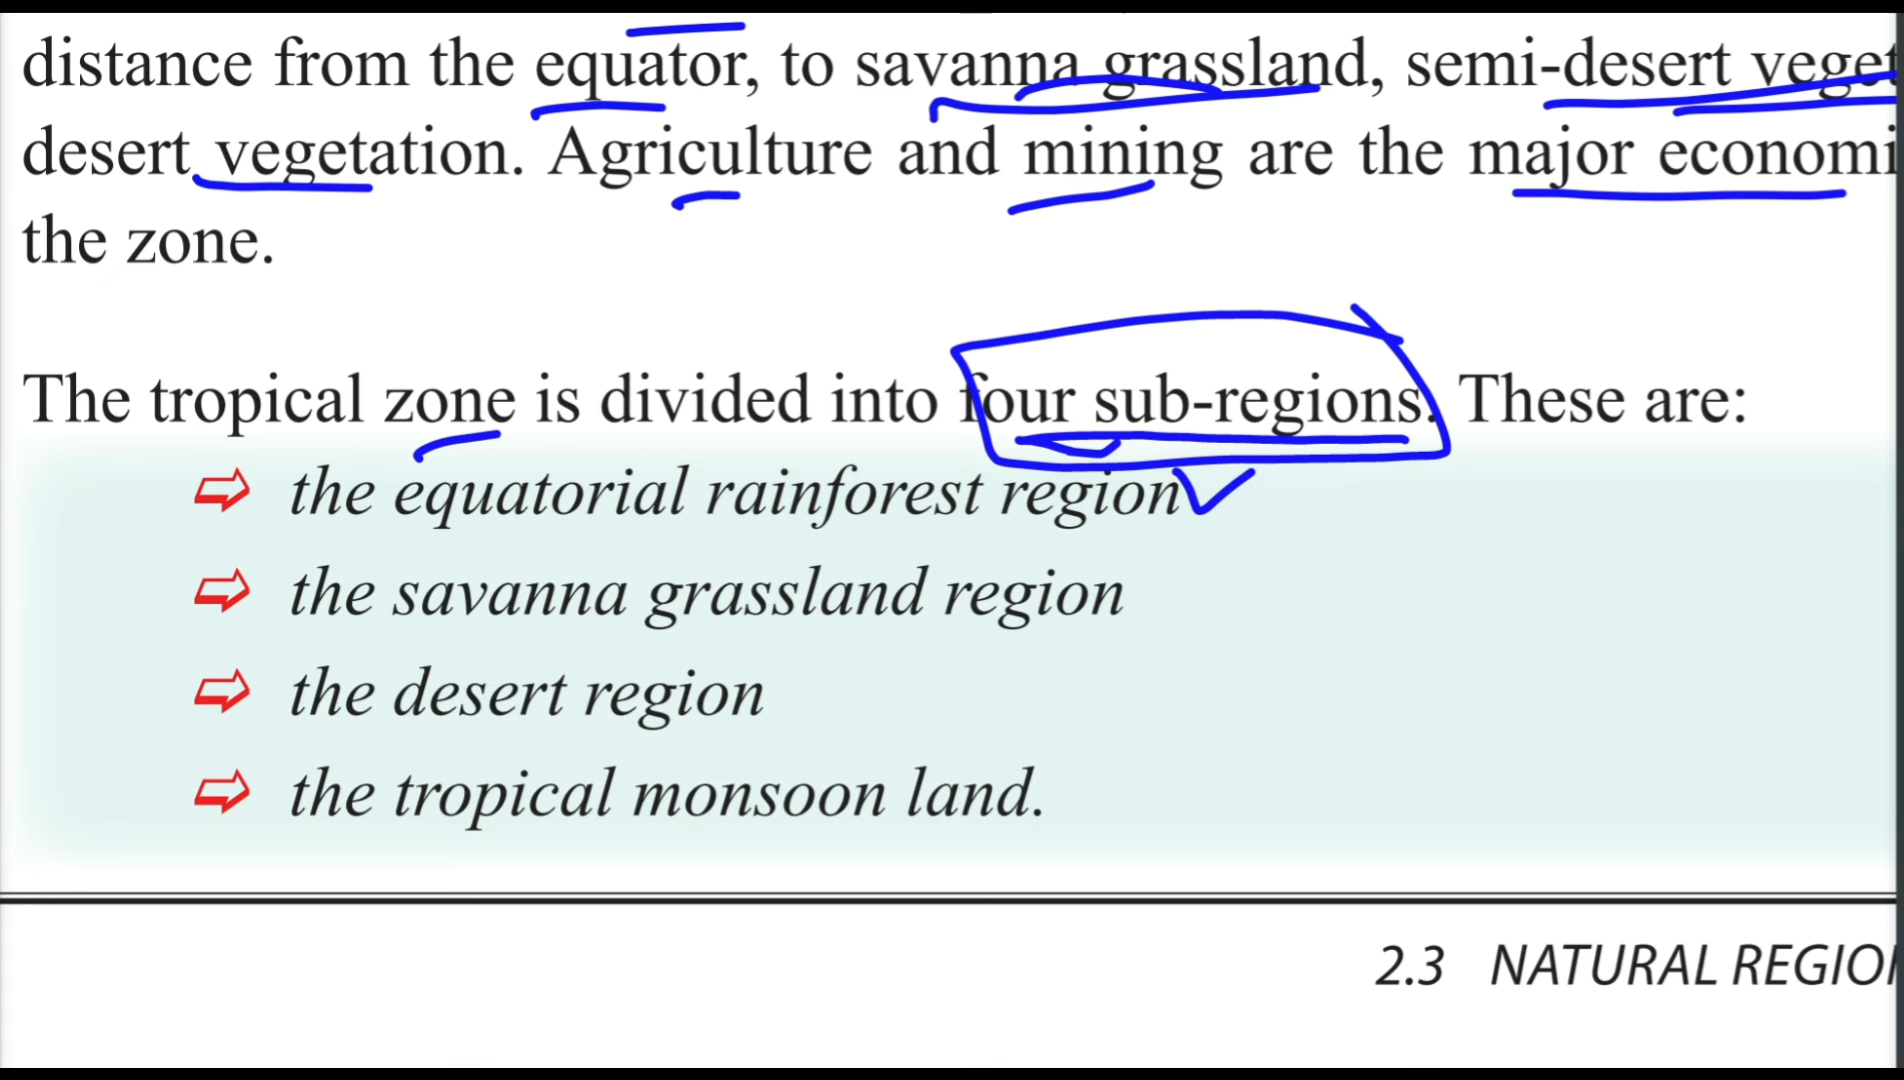 distance from the equator, to savanna grassland, semi-desert veget
desert vegetation. Agriculture and mining are the major economi
the zone.
The tropical zone is divided into four sub-regions. These are:
the equatorial rainforest region
the savanna grassland region
the desert region
the tropical monsoon land.
2.3 NATURAL REGIO